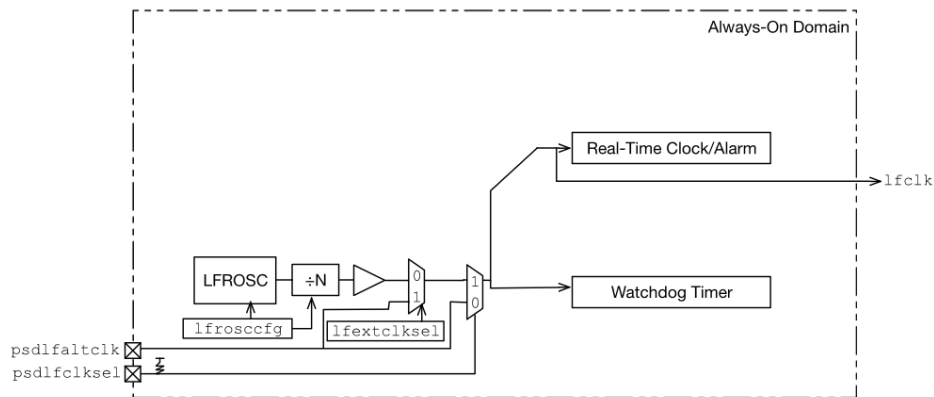 Always-On Domain
Real-Time Clock/Alarm
lfclk
LFROSC
÷N
0
1
1
0
Watchdog Timer
lfrosccfg
lfextclksel
psdlfaltclk
psdlfclksel